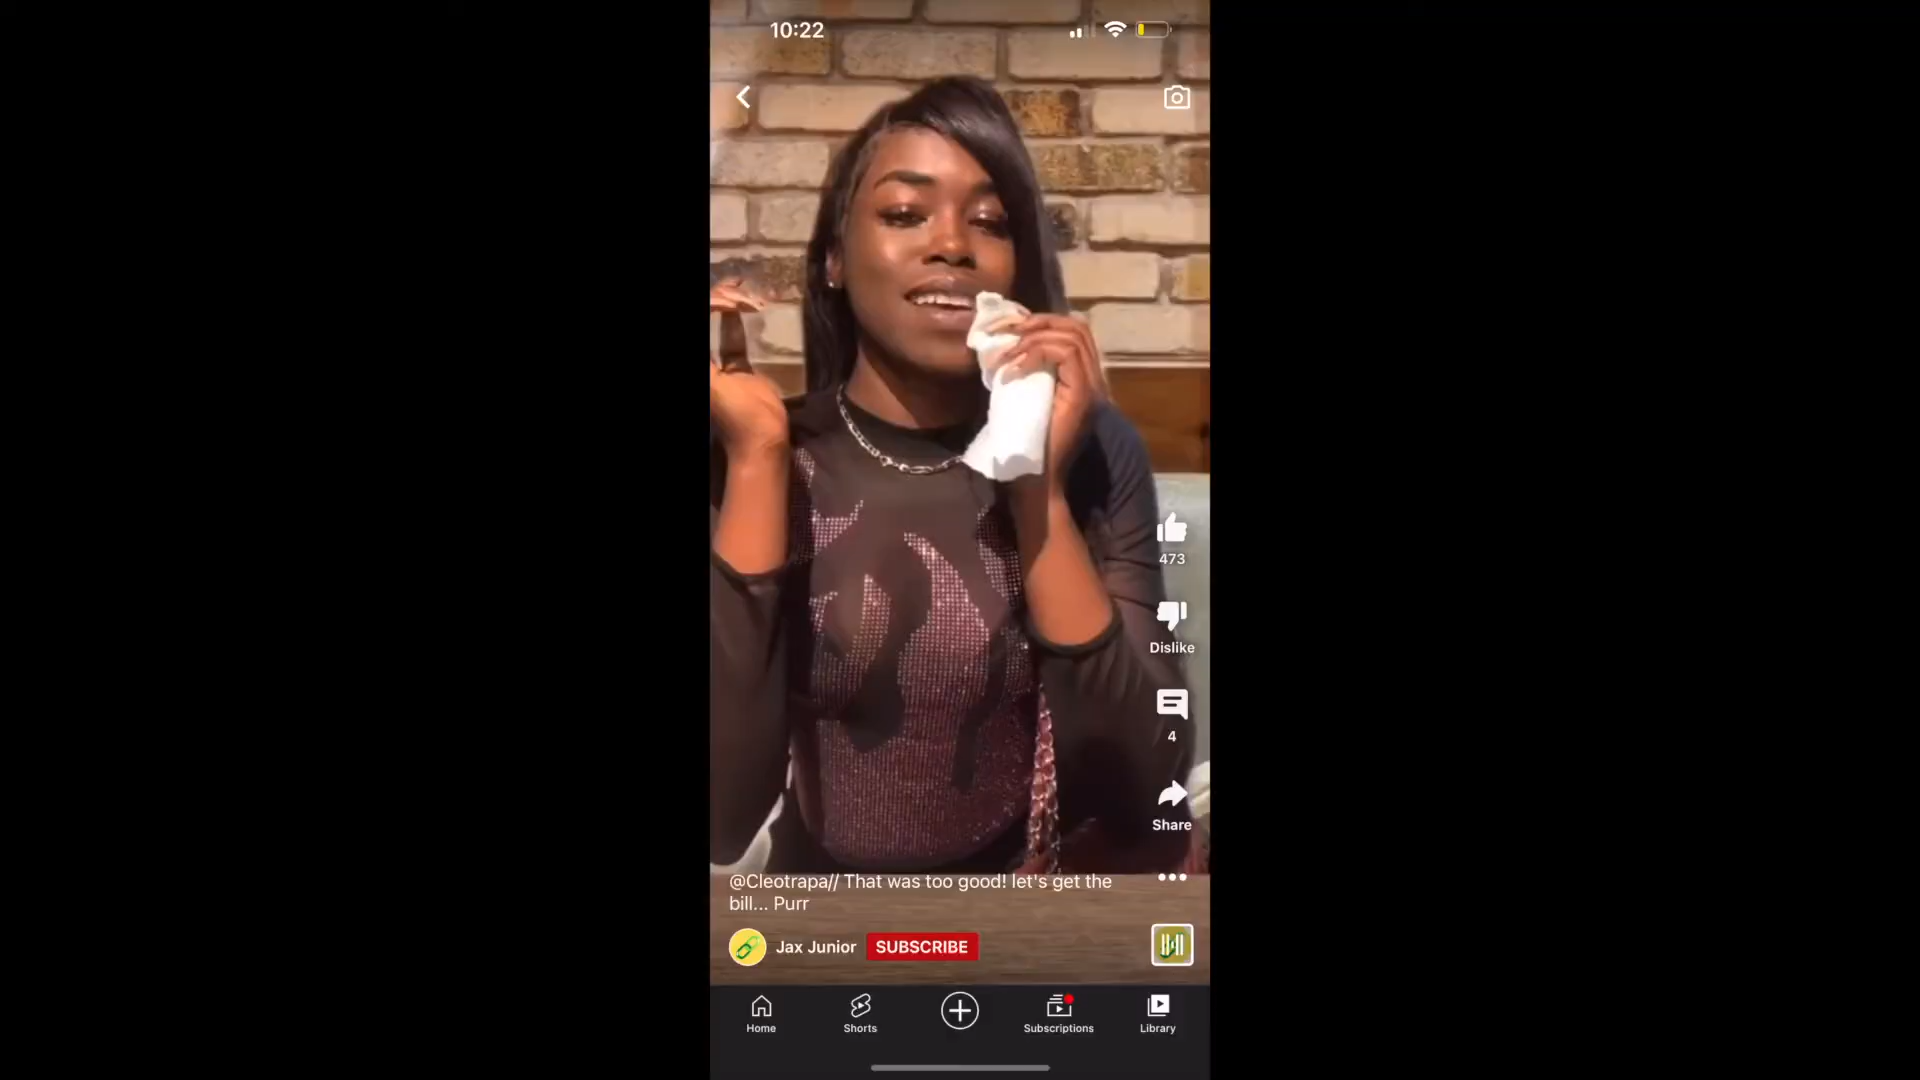 10:22
473
Dislike
4
Share
@Cleotrapa// That was too good! let's get the
bill... Purr
Jax Junior SUBSCRIBE
Home Shorts Subscriptions Library